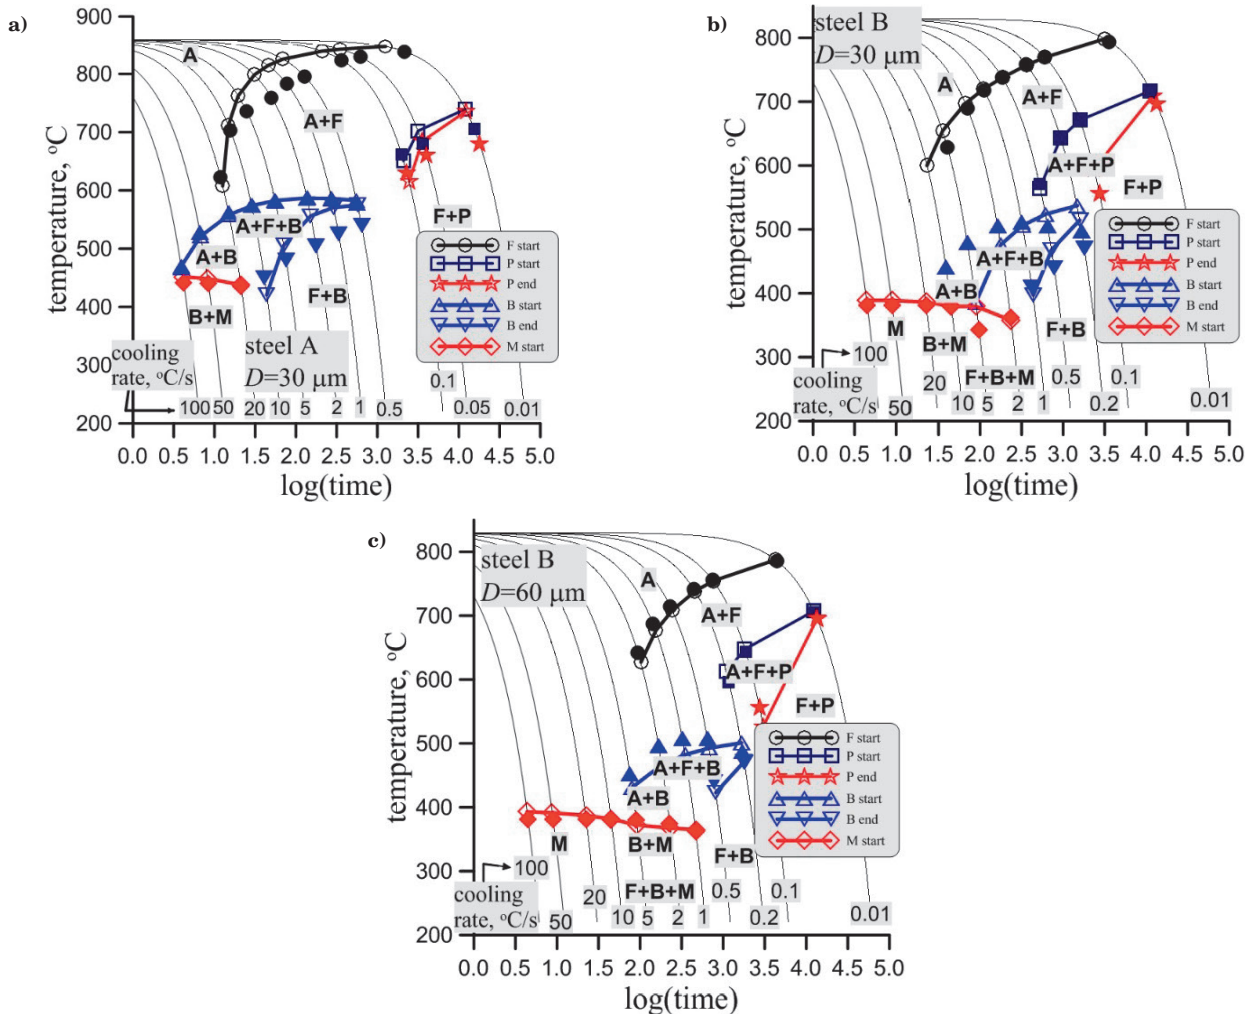 a)
900
800
700
600
500
400
300
200
temperature, °C
A
A+F
A+F+B
A+B
B+M
F+B
F+P
steel A
D=30 μm
cooling
rate, °C/s
100
50
20
10
5
2
1
0.5
0.1
0.05
0.01
F start
P start
P end
B start
B end
M start
0.0 0.5 1.0 1.5 2.0 2.5 3.0 3.5 4.0 4.5 5.0
log(time)
b)
steel B
D=30 μm
800
700
600
500
400
300
200
temperature, °C
A
A+F
A+F+P
F+P
A+F+B
A+B
M
B+M
F+B
F+B+M
100
cooling
rate, °C/s
50
20
10
5
2
1
0.5
0.2
0.1
0.01
F start
P start
P end
B start
B end
M start
0.0 0.5 1.0 1.5 2.0 2.5 3.0 3.5 4.0 4.5 5.0
log(time)
c)
steel B
D=60 μm
800
700
600
500
400
300
200
temperature, °C
A
A+F
A+F+P
F+P
A+F+B
A+B
M
B+M
F+B
F+B+M
100
cooling
rate, °C/s
50
20
10
5
2
1
0.5
0.2
0.1
0.01
F start
P start
P end
B start
B end
M start
0.0 0.5 1.0 1.5 2.0 2.5 3.0 3.5 4.0 4.5 5.0
log(time)